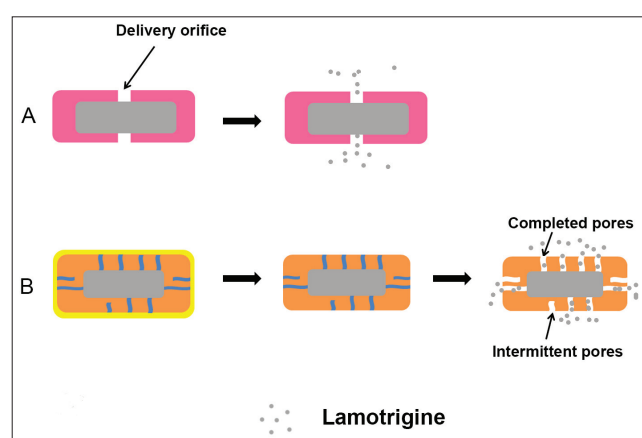 Delivery orifice
A
Completed pores
B
Intermittent pores
Lamotrigine